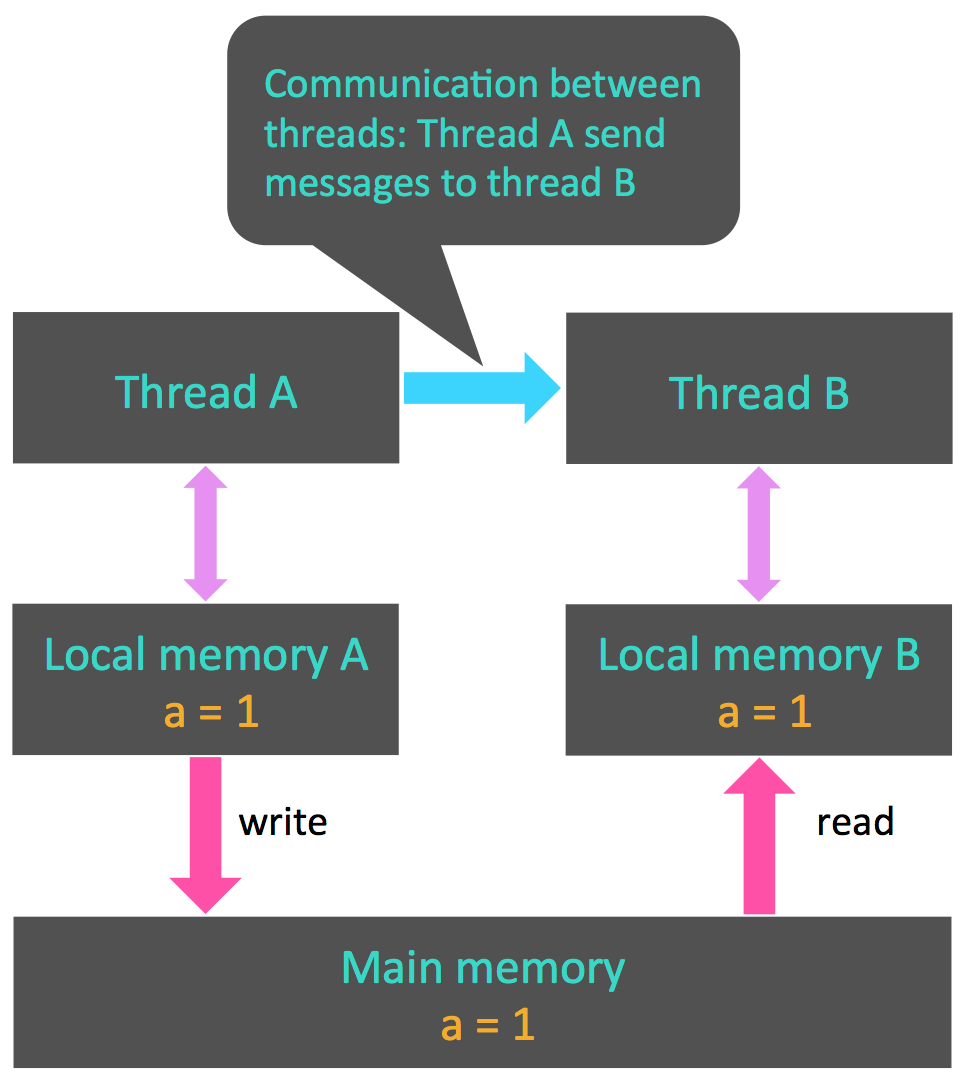 Communication between
threads: Thread A send
messages to thread B
Thread A
Thread B
Local memory A
a = 1
Local memory B
a = 1
write
read
Main memory
a = 1